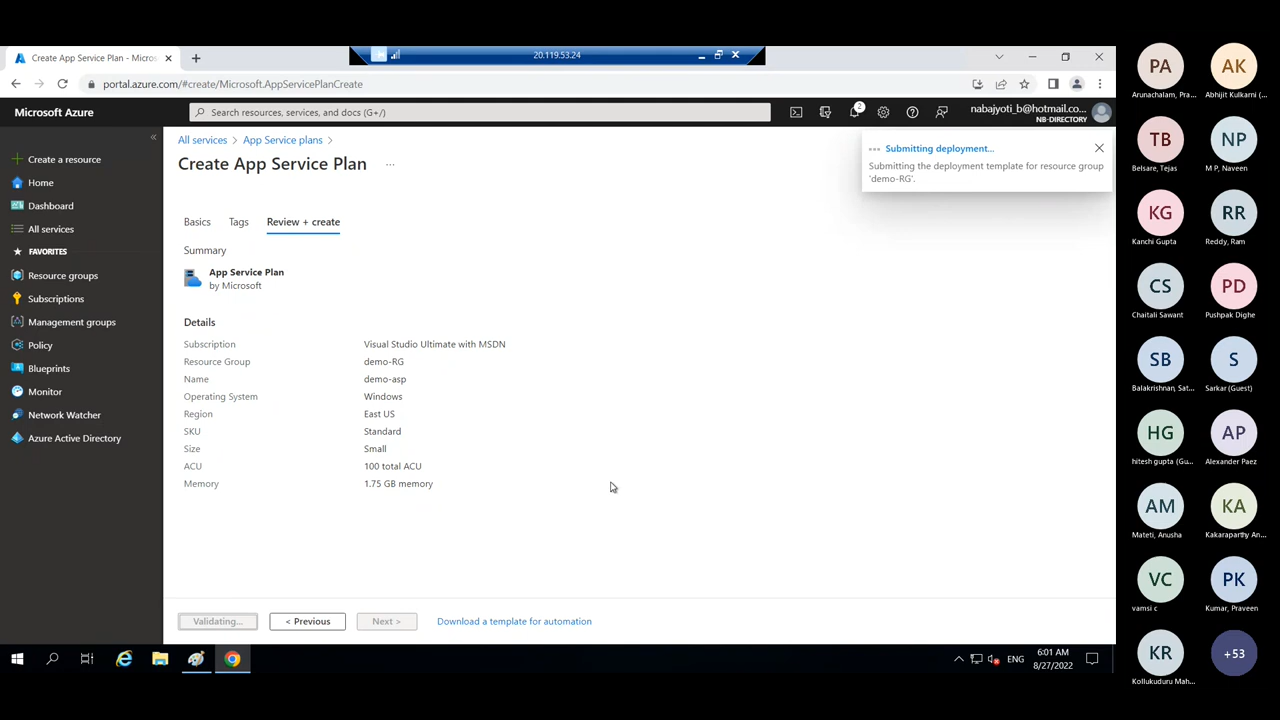 Create App Service Plan - Micros
20.119.53.24
portal.azure.com/#create/Microsoft.AppServicePlanCreate
Microsoft Azure
Search resources, services, and docs (G+/)
2
nabajyoti_b@hotmail.co...
NB-DIRECTORY
All services > App Service plans >
Create App Service Plan ...
Submitting deployment...
Submitting the deployment template for resource group
'demo-RG'.
Create a resource
Home
Dashboard
All services
FAVORITES
Resource groups
Subscriptions
Management groups
Policy
Blueprints
Monitor
Network Watcher
Azure Active Directory
Basics
Tags
Review + create
Summary
App Service Plan
by Microsoft
Details
Subscription Visual Studio Ultimate with MSDN
Resource Group demo-RG
Name demo-asp
Operating System Windows
Region East US
SKU Standard
Size Small
ACU 100 total ACU
Memory 1.75 GB memory
Validating...
< Previous
Next >
Download a template for automation
ENG
6:01 AM
8/27/2022
PA
Arunachalam, Pra...
AK
Abhijit Kulkarni (...
TB
Belsare, Tejas
NP
M P, Naveen
KG
Kanchi Gupta
RR
Reddy, Ram
CS
Chaitali Sawant
PD
Pushpak Dighe
SB
Balakrishnan, Sat...
S
Sarkar (Guest)
HG
hitesh gupta (Gu...
AP
Alexander Paez
AM
Mateti, Anusha
KA
Kakaraparthy An...
VC
vamsi c
PK
Kumar, Praveen
KR
Kollukuduru Mah...
+53